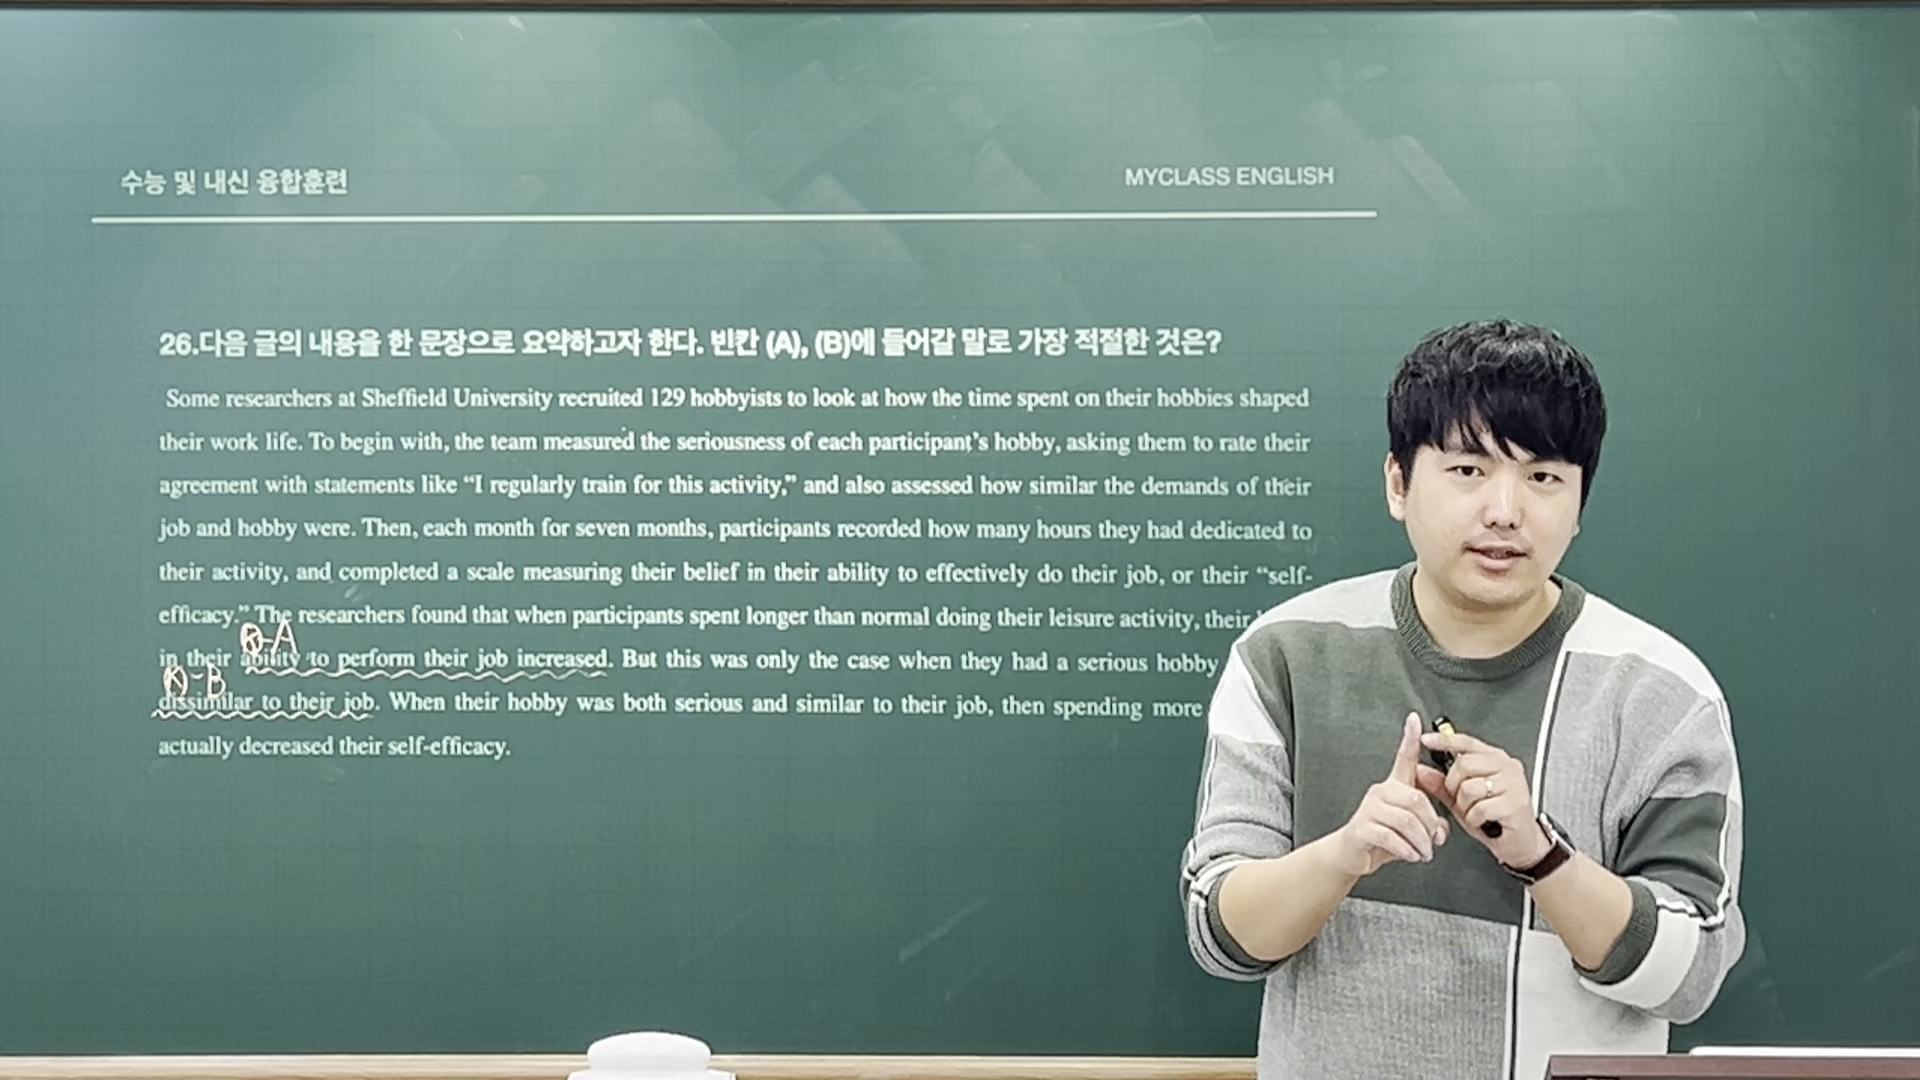 수능 및 내신 융합훈련
MYCLASS ENGLISH
26.다음 글의 내용을 한 문장으로 요약하고자 한다. 빈칸 (A), (B)에 들어갈 말로 가장 적절한 것은?
Some researchers at Sheffield University recruited 129 hobbyists to look at how the time spent on their hobbies shaped
their work life. To begin with, the team measured the seriousness of each participant's hobby, asking them to rate their
agreement with statements like “I regularly train for this activity,” and also assessed how similar the demands of their
job and hobby were. Then, each month for seven months, participants recorded how many hours they had dedicated to
their activity, and completed a scale measuring their belief in their ability to effectively do their job, or their “self-
efficacy.” The researchers found that when participants spent longer than normal doing their leisure activity, their
K-A
in their ability to perform their job increased. But this was only the case when they had a serious hobby
K-B
dissimilar to their job. When their hobby was both serious and similar to their job, then spending more
actually decreased their self-efficacy.